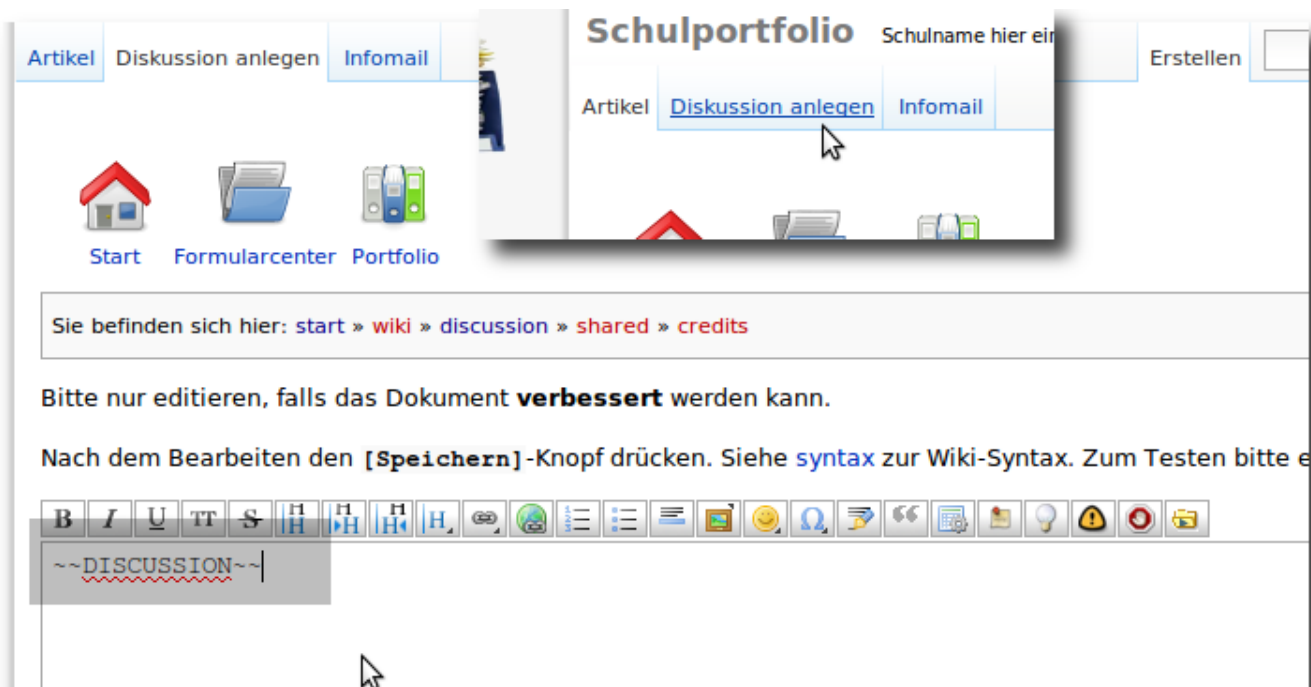 Artikel Diskussion anlegen Infomail
Schulportfolio Schulname hier ein
Erstellen
Artikel Diskussion anlegen Infomail
Start Formularcenter Portfolio
Sie befinden sich hier: start » wiki » discussion » shared » credits
Bitte nur editieren, falls das Dokument verbessert werden kann.
Nach dem Bearbeiten den [Speichern]-Knopf drücken. Siehe syntax zur Wiki-Syntax. Zum Testen bitte e
B I U TT S H H H H Ω
~~DISCUSSION~~